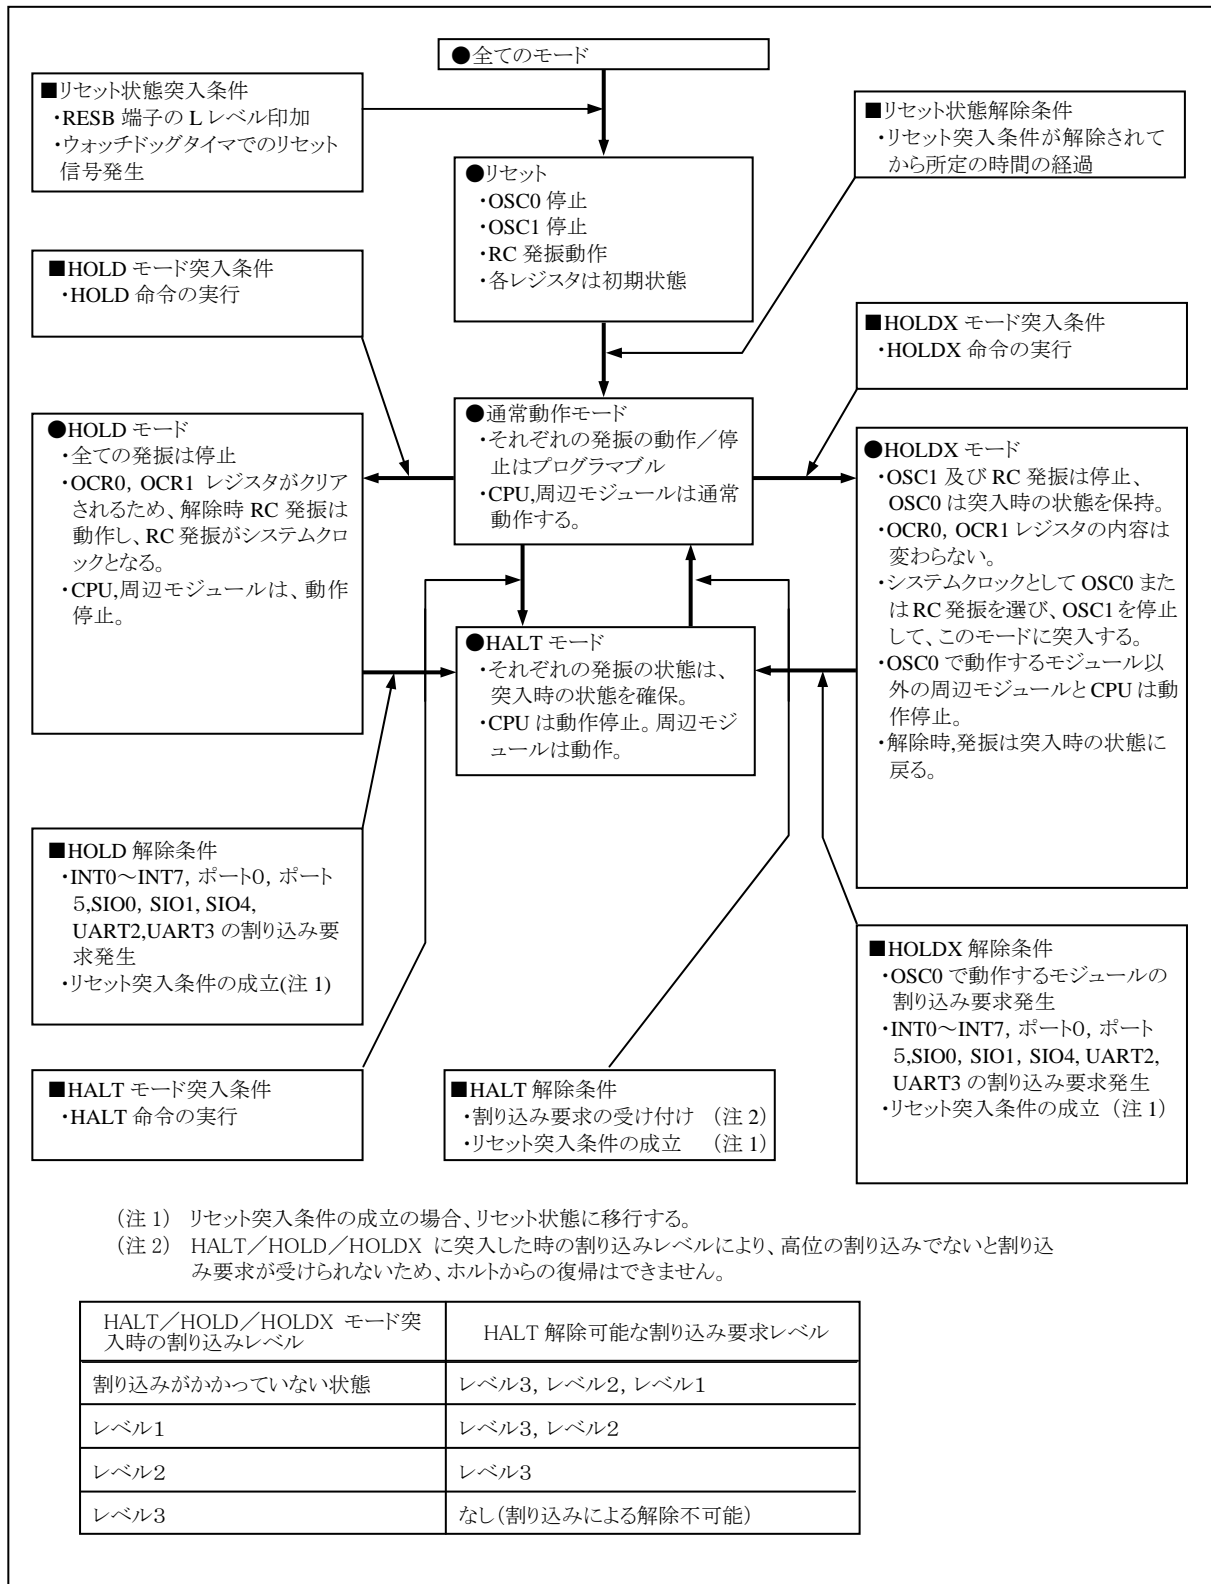 ●全てのモード
■リセット状態突入条件
・RESB 端子の L レベル印加
・ウォッチドッグタイマでのリセット
信号発生
■リセット状態解除条件
・リセット突入条件が解除されて
から所定の時間の経過
●リセット
・OSC0 停止
・OSC1 停止
・RC 発振動作
・各レジスタは初期状態
■HOLD モード突入条件
・HOLD 命令の実行
■HOLDX モード突入条件
・HOLDX 命令の実行
●HOLD モード
・全ての発振は停止
・OCR0, OCR1 レジスタがクリア
されるため、解除時 RC 発振は
動作し、RC 発振がシステムクロ
ックとなる。
・CPU,周辺モジュールは、動作
停止。
●通常動作モード
・それぞれの発振の動作／停
止はプログラマブル
・CPU,周辺モジュールは通常
動作する。
●HOLDX モード
・OSC1 及び RC 発振は停止、
OSC0 は突入時の状態を保持。
・OCR0, OCR1 レジスタの内容は
変わらない。
・システムクロックとして OSC0 また
は RC 発振を選び、OSC1 を停止
して、このモードに突入する。
・OSC0 で動作するモジュール以
外の周辺モジュールと CPU は動
作停止。
・解除時,発振は突入時の状態に
戻る。
●HALT モード
・それぞれの発振の状態は、
突入時の状態を確保。
・CPU は動作停止。周辺モジ
ュールは動作。
■HOLD 解除条件
・INT0～INT7, ポート0, ポート
5,SIO0, SIO1, SIO4,
UART2,UART3 の割り込み要
求発生
・リセット突入条件の成立(注 1)
■HOLDX 解除条件
・OSC0 で動作するモジュールの
割り込み要求発生
・INT0～INT7, ポート0, ポート
5,SIO0, SIO1, SIO4, UART2,
UART3 の割り込み要求発生
・リセット突入条件の成立（注 1）
■HALT モード突入条件
・HALT 命令の実行
■HALT 解除条件
・割り込み要求の受け付け （注 2）
・リセット突入条件の成立 （注 1）
（注 1） リセット突入条件の成立の場合、リセット状態に移行する。
（注 2） HALT／HOLD／HOLDX に突入した時の割り込みレベルにより、高位の割り込みでないと割り込
み要求が受けられないため、ホルトからの復帰はできません。
HALT／HOLD／HOLDX モード突
入時の割り込みレベル
HALT 解除可能な割り込み要求レベル
割り込みがかかっていない状態
レベル3, レベル2, レベル1
レベル1
レベル3, レベル2
レベル2
レベル3
レベル3
なし（割り込みによる解除不可能）